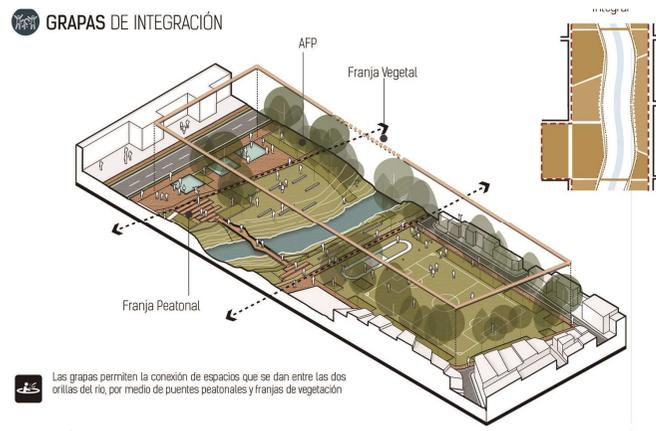 GRAPAS DE INTEGRACIÓN
Integral
AFP
Franja Vegetal
Franja Peatonal
Las grapas permiten la conexión de espacios que se dan entre las dos
orillas del río, por medio de puentes peatonales y franjas de vegetación